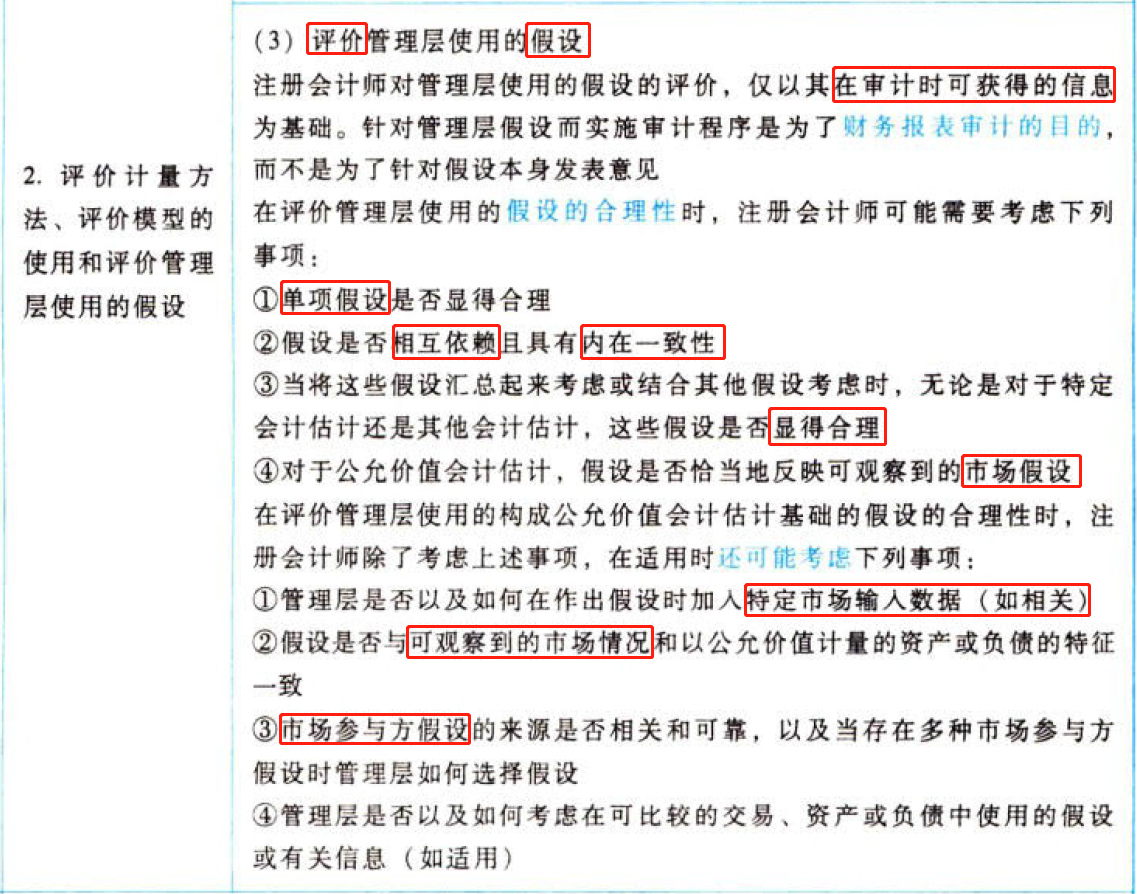 2. 评价计量方
法、评价模型的
使用和评价管理
层使用的假设
(3) 评价管理层使用的假设
注册会计师对管理层使用的假设的评价，仅以其在审计时可获得的信息
为基础。针对管理层假设而实施审计程序是为了财务报表审计的目的，
而不是为了针对假设本身发表意见
在评价管理层使用的假设的合理性时，注册会计师可能需要考虑下列
事项：
①单项假设是否显得合理
②假设是否相互依赖且具有内在一致性
③当将这些假设汇总起来考虑或结合其他假设考虑时，无论是对于特定
会计估计还是其他会计估计，这些假设是否显得合理
④对于公允价值会计估计，假设是否恰当地反映可观察到的市场假设
在评价管理层使用的构成公允价值会计估计基础的假设的合理性时，注
册会计师除了考虑上述事项，在适用时还可能考虑下列事项：
①管理层是否以及如何在作出假设时加入特定市场输入数据（如相关）
②假设是否与可观察到的市场情况和以公允价值计量的资产或负债的特征
一致
③市场参与方假设的来源是否相关和可靠，以及当存在多种市场参与方
假设时管理层如何选择假设
④管理层是否以及如何考虑在可比较的交易、资产或负债中使用的假设
或有关信息（如适用）